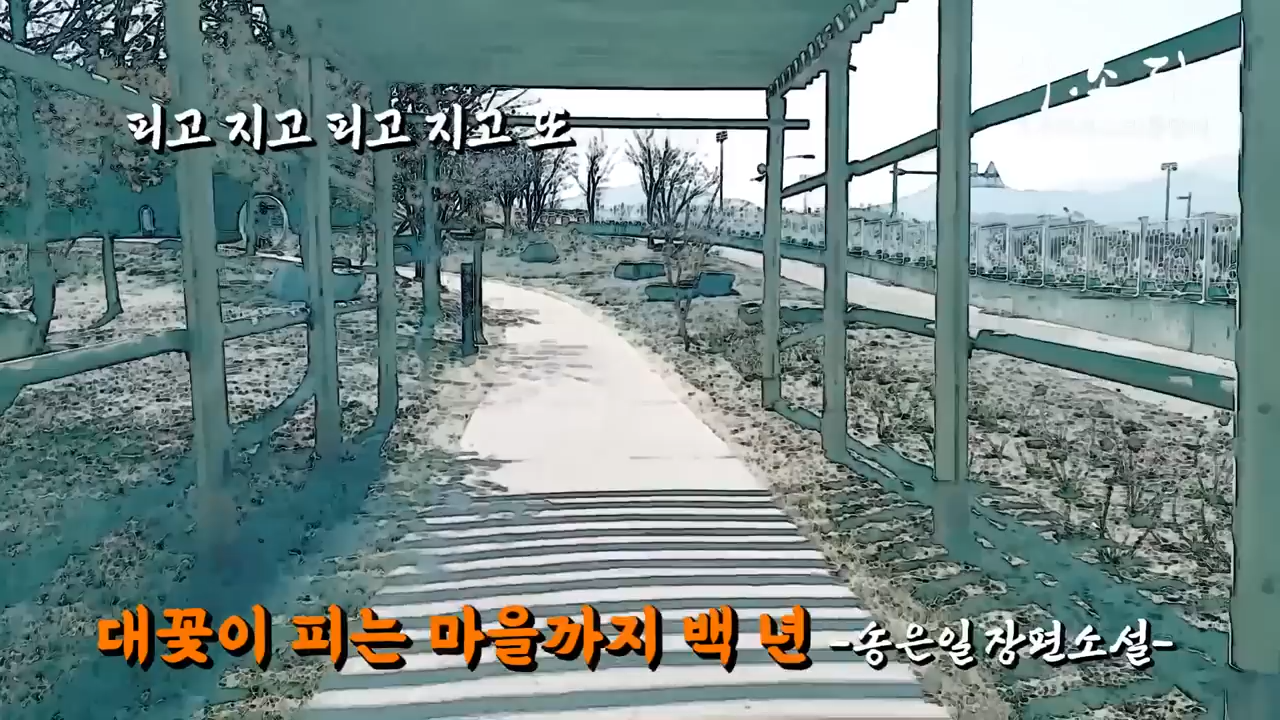 피고 지고 피고 지고 또
대꽃이 피는 마을까지 백 년 -송은일 장편소설-